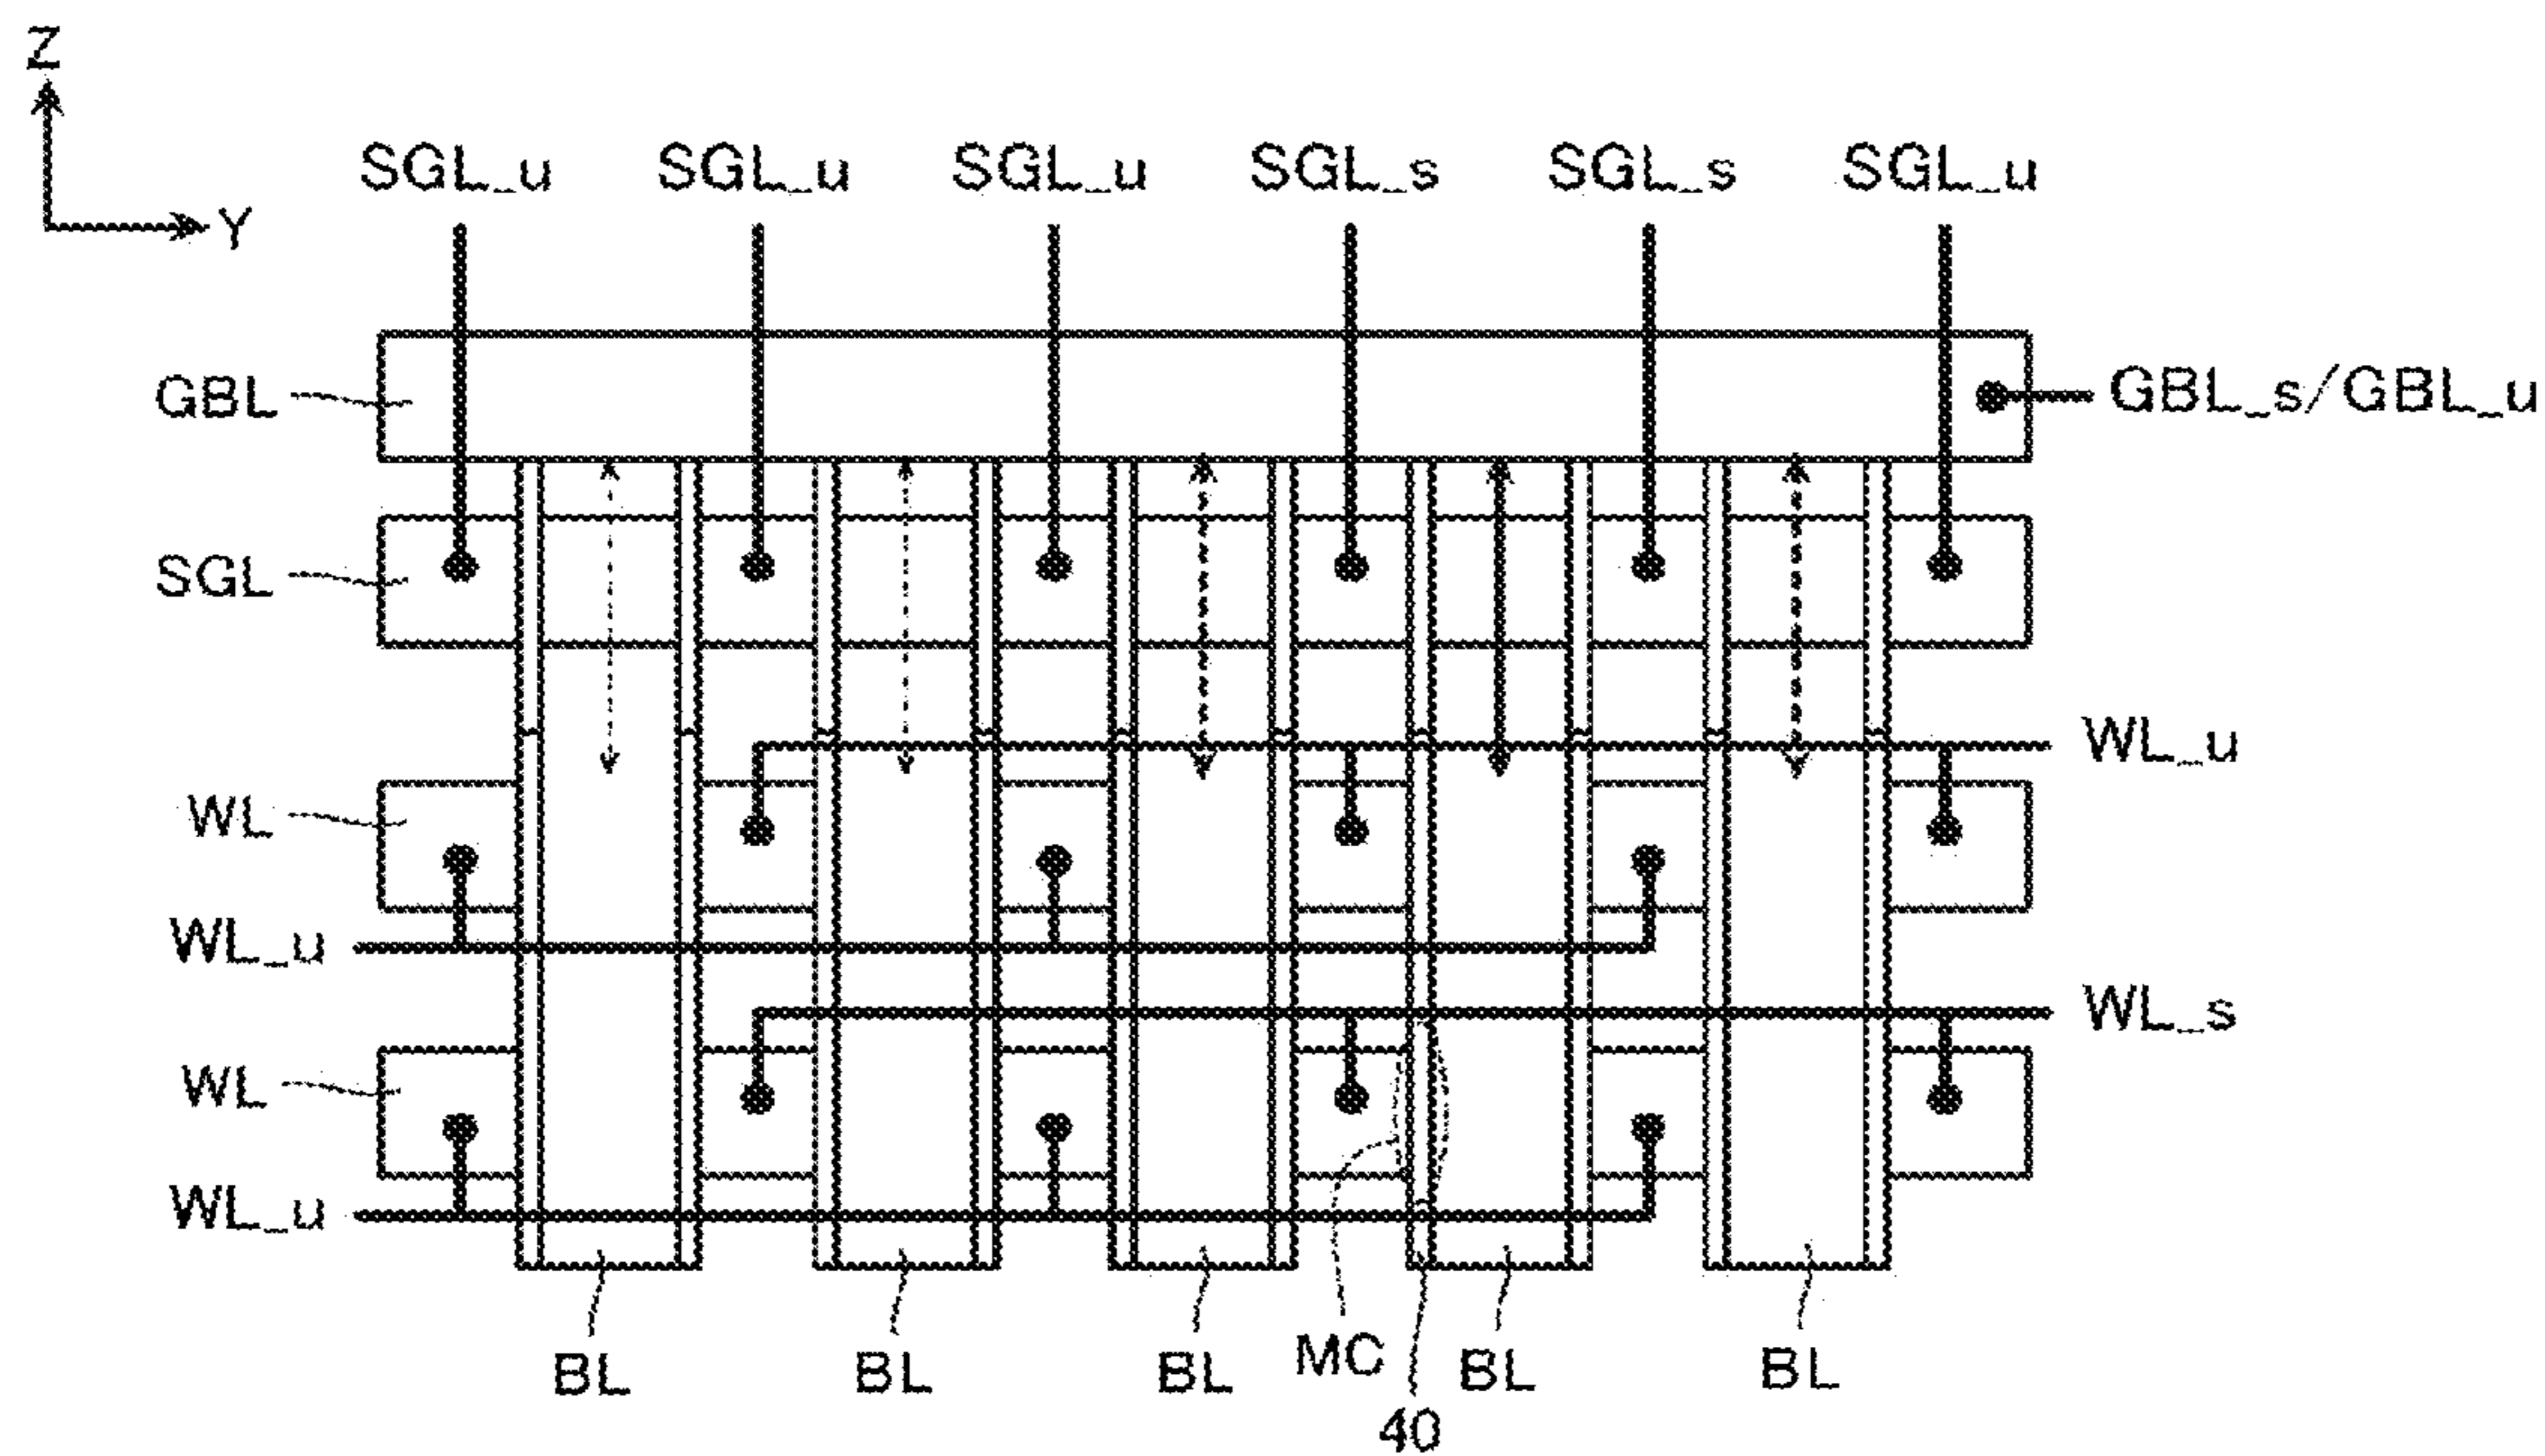 Z
Y
SGL_u SGL_u SGL_u SGL_s SGL_s SGL_u
GBL
GBL_s/GBL_u
SGL
WL_u
WL
WL_u
WL_s
WL
WL_u
BL BL BL MC BL BL
40